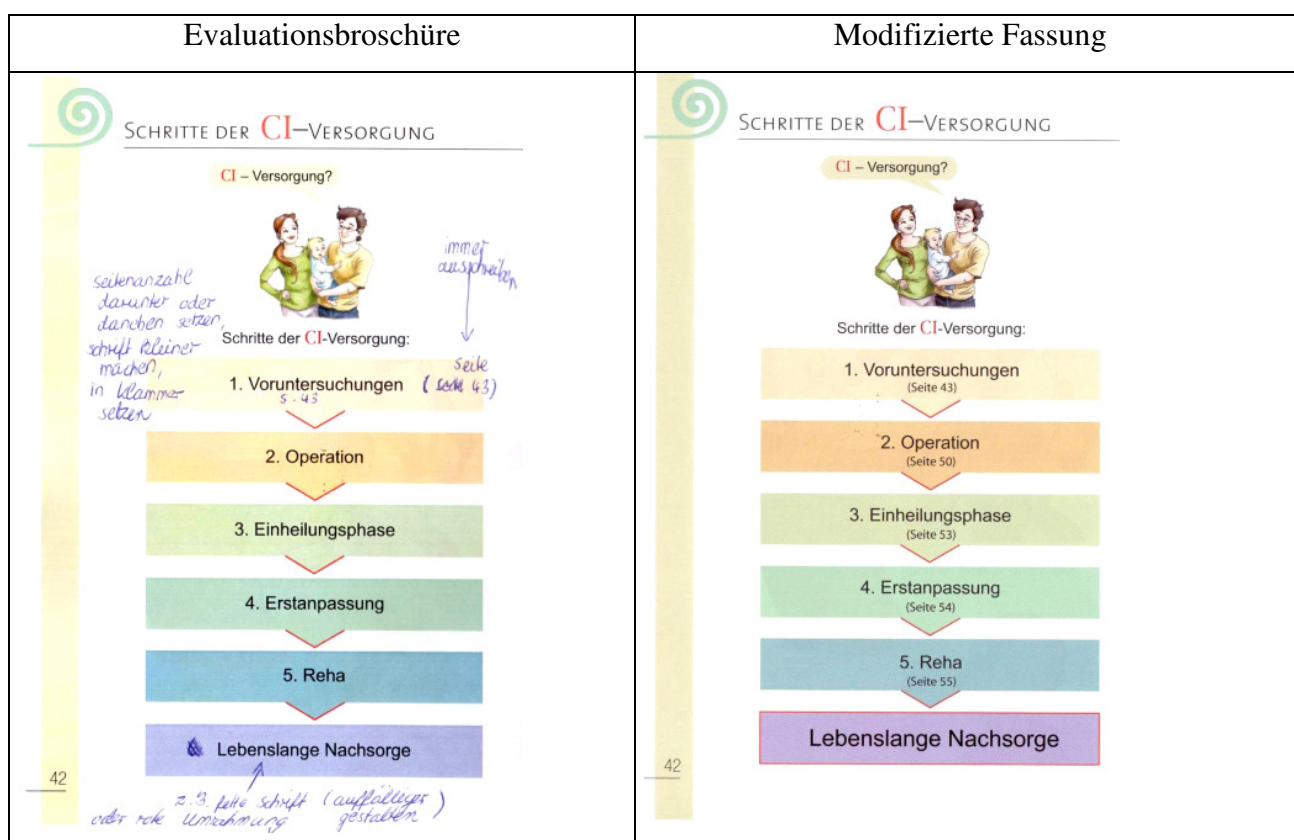 Evaluationsbroschüre
SCHRITTE DER CI–VERSORGUNG
CI – Versorgung?
immer
ausschreiben
seitenanzahl
darunter oder
daneben setzen,
schrift kleiner
machen,
in klammer
setzen
Schritte der CI-Versorgung:
seite
1. Voruntersuchungen ( 43)
S. 43
2. Operation
3. Einheilungsphase
4. Erstanpassung
5. Reha
Lebenslange Nachsorge
42
z.B. fette schrift (auffälliger)
oder rote Umrahmung gestalten
Modifizierte Fassung
SCHRITTE DER CI–VERSORGUNG
CI – Versorgung?
Schritte der CI-Versorgung:
1. Voruntersuchungen
(Seite 43)
2. Operation
(Seite 50)
3. Einheilungsphase
(Seite 53)
4. Erstanpassung
(Seite 54)
5. Reha
(Seite 55)
Lebenslange Nachsorge
42